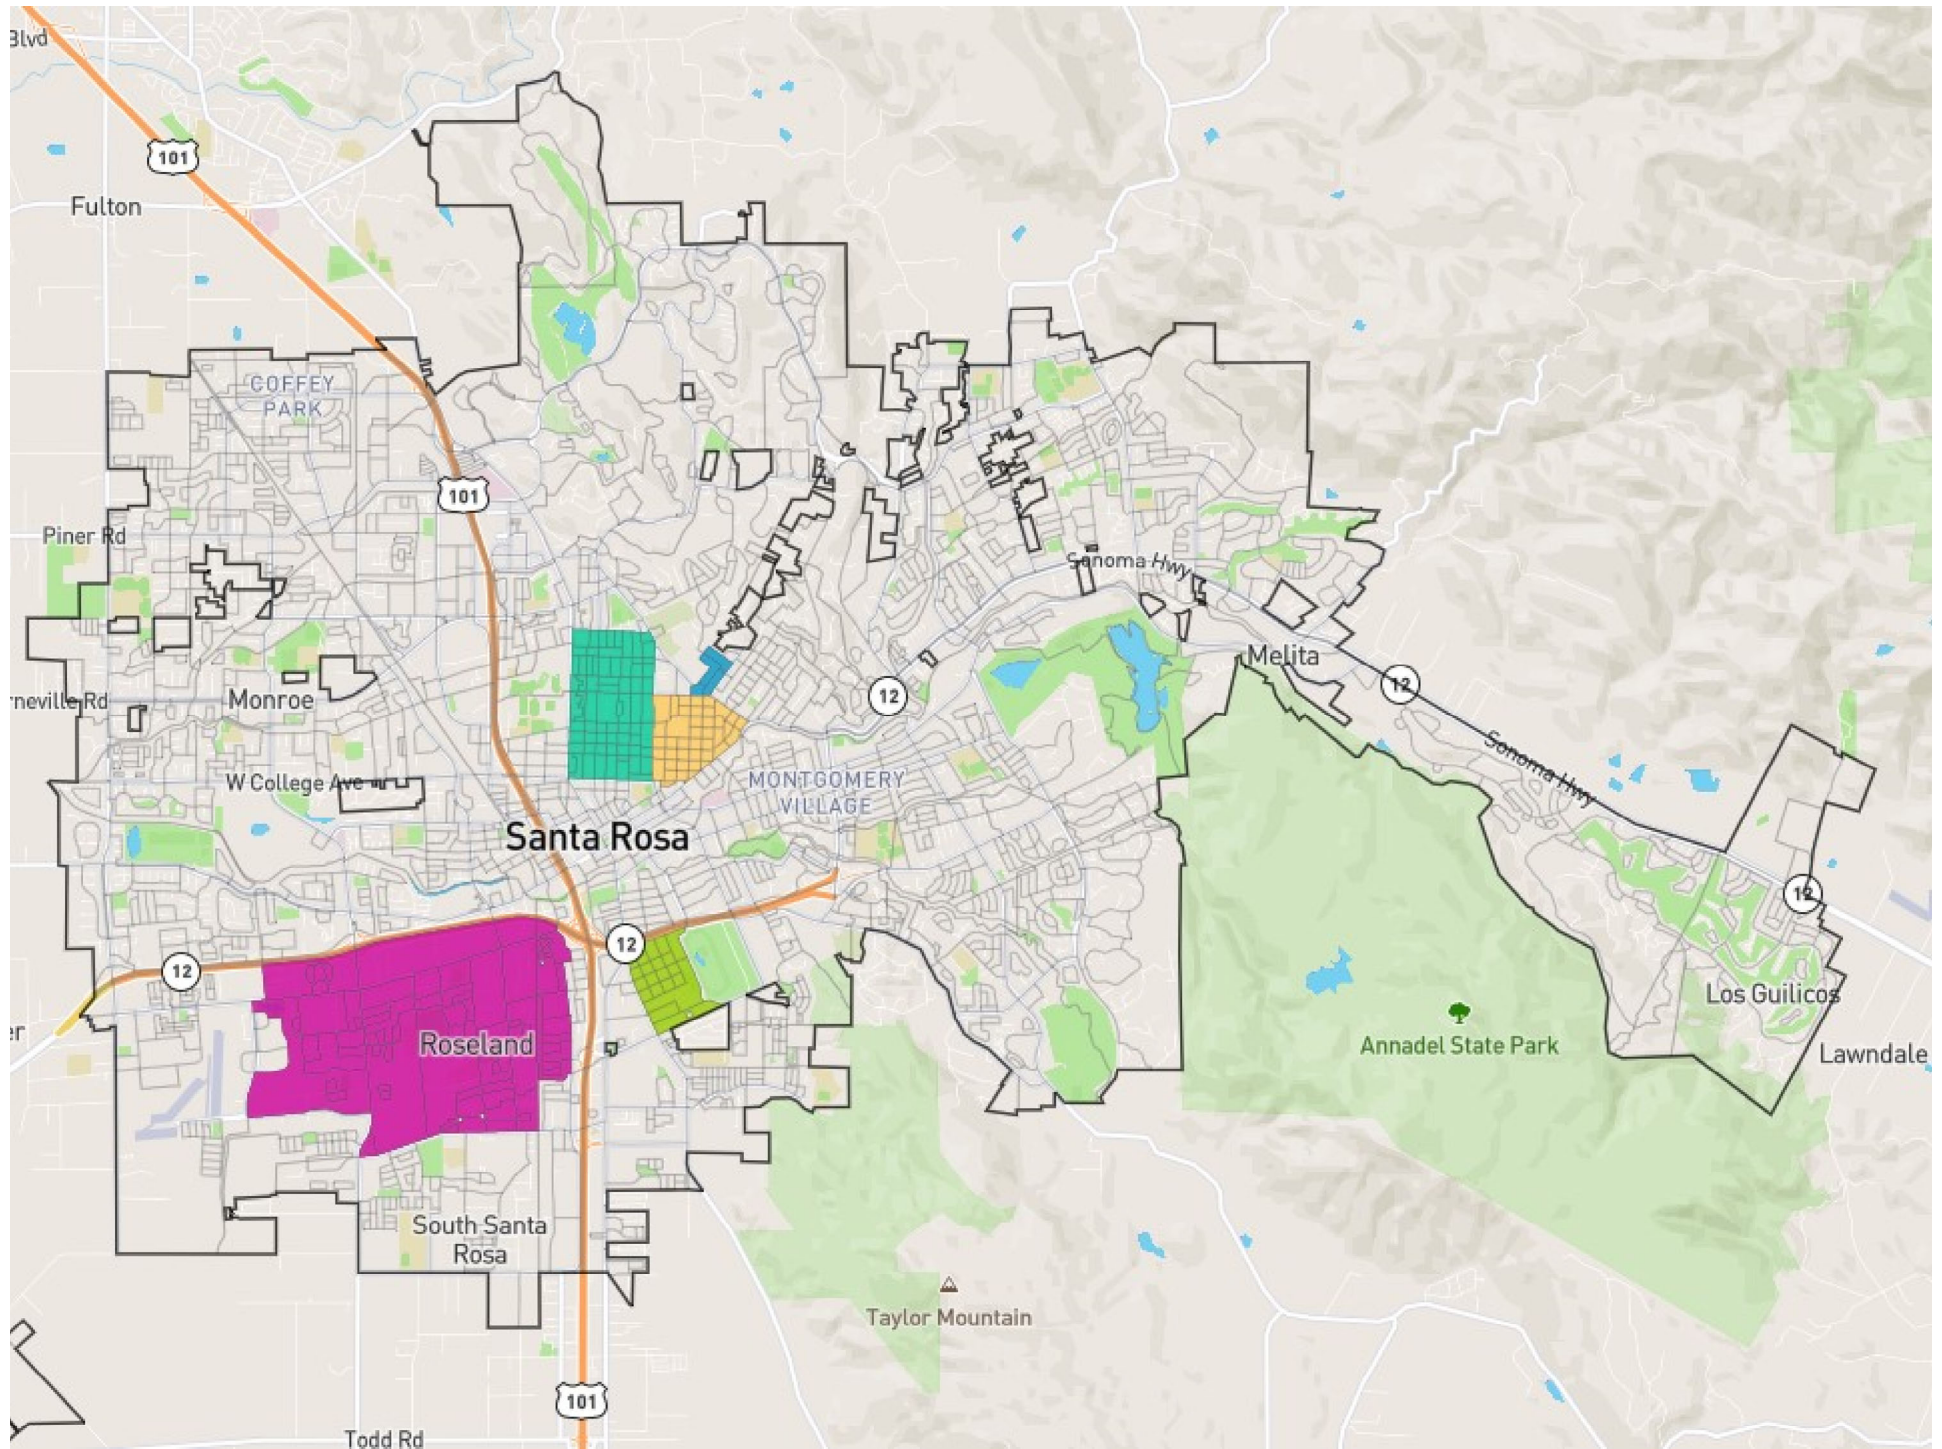 Blvd
101
Fulton
COFFEY
PARK
101
Piner Rd
Sonoma Hwy
Melita
12
12
rneville Rd
Monroe
Sonoma Hwy
W College Ave
MONTGOMERY
VILLAGE
Santa Rosa
12
12
12
Los Guilicos
er
Roseland
Annadel State Park
Lawndale
South Santa
Rosa
Taylor Mountain
101
Todd Rd